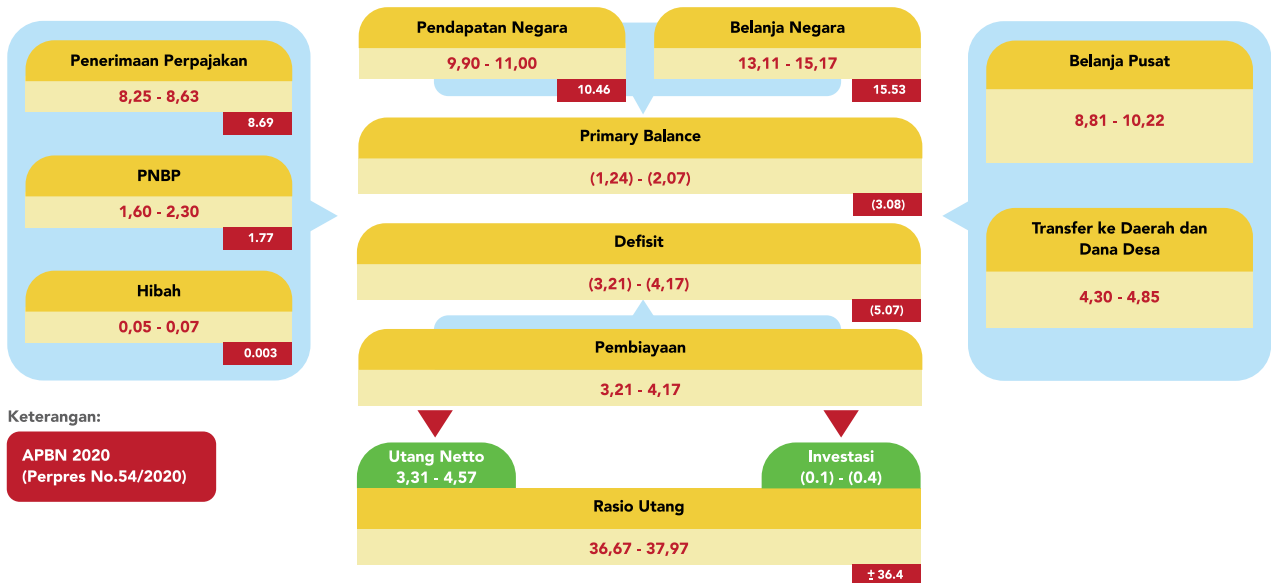 Penerimaan Perpajakan
8,25 - 8,63
8.69
PNBP
1,60 - 2,30
1.77
Hibah
0,05 - 0,07
0.003
Keterangan:
APBN 2020
(Perpres No.54/2020)
Pendapatan Negara
9,90 - 11,00
10.46
Belanja Negara
13,11 - 15,17
15.53
Primary Balance
(1,24) - (2,07)
(3.08)
Defisit
(3,21) - (4,17)
(5.07)
Pembiayaan
3,21 - 4,17
Utang Netto
3,31 - 4,57
Investasi
(0.1) - (0.4)
Rasio Utang
36,67 - 37,97
± 36.4
Belanja Pusat
8,81 - 10,22
Transfer ke Daerah dan
Dana Desa
4,30 - 4,85